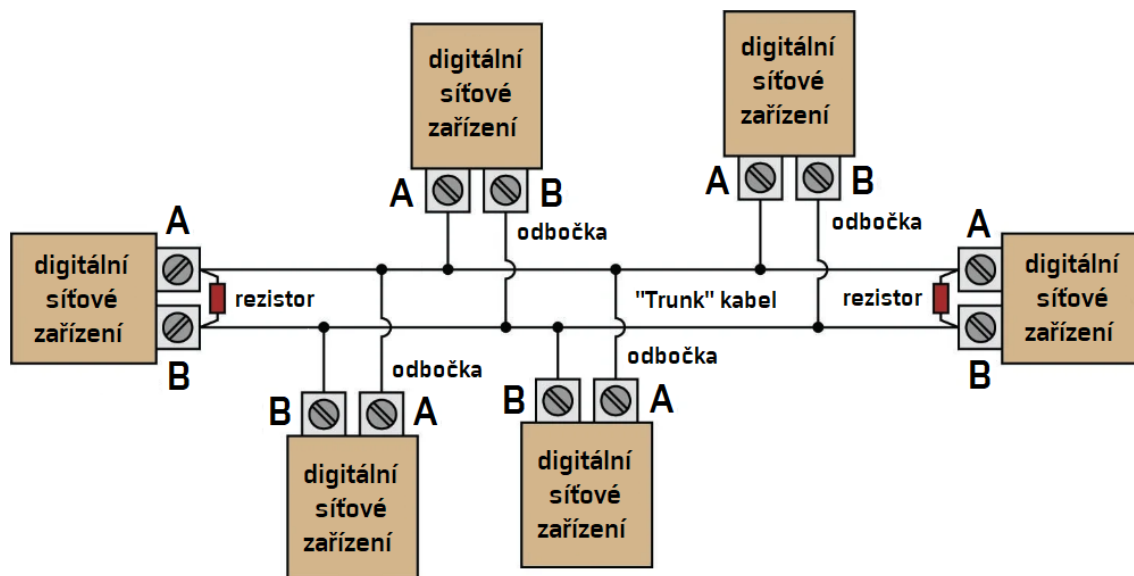 digitální
síťové
zařízení
A
B
odbočka
digitální
síťové
zařízení
A
B
odbočka
digitální
síťové
zařízení
A
B
rezistor
"Trunk" kabel
rezistor
A
B
digitální
síťové
zařízení
odbočka
B
A
digitální
síťové
zařízení
odbočka
B
A
digitální
síťové
zařízení